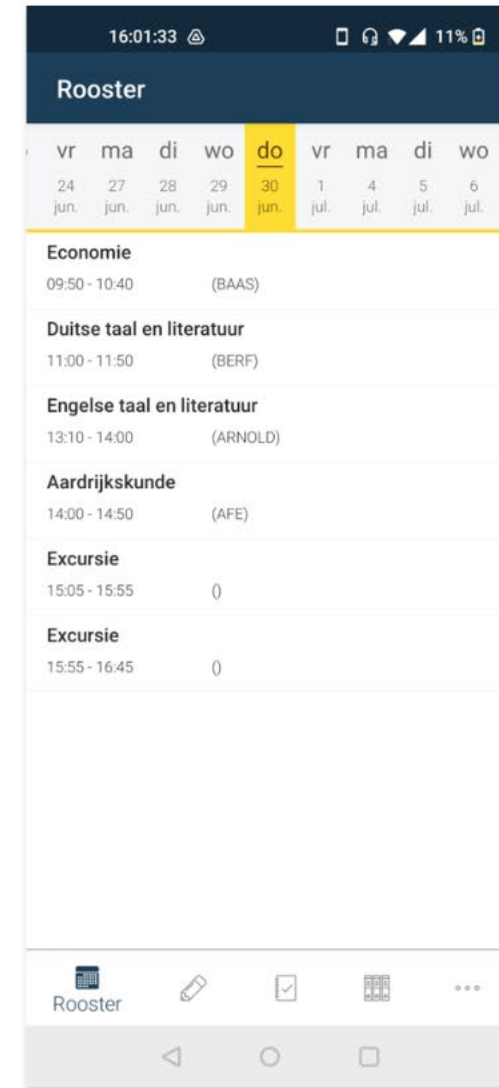 16:01:33 11%
Rooster
vr ma di wo do vr ma di wo
24 27 28 29 30 1 4 5 6
jun. jun. jun. jun. jun. jul. jul. jul. jul.
Economie
09:50 - 10:40 (BAAS)
Duitse taal en literatuur
11:00 - 11:50 (BERF)
Engelse taal en literatuur
13:10 - 14:00 (ARNOLD)
Aardrijkskunde
14:00 - 14:50 (AFE)
Excursie
15:05 - 15:55 ()
Excursie
15:55 - 16:45 ()
Rooster